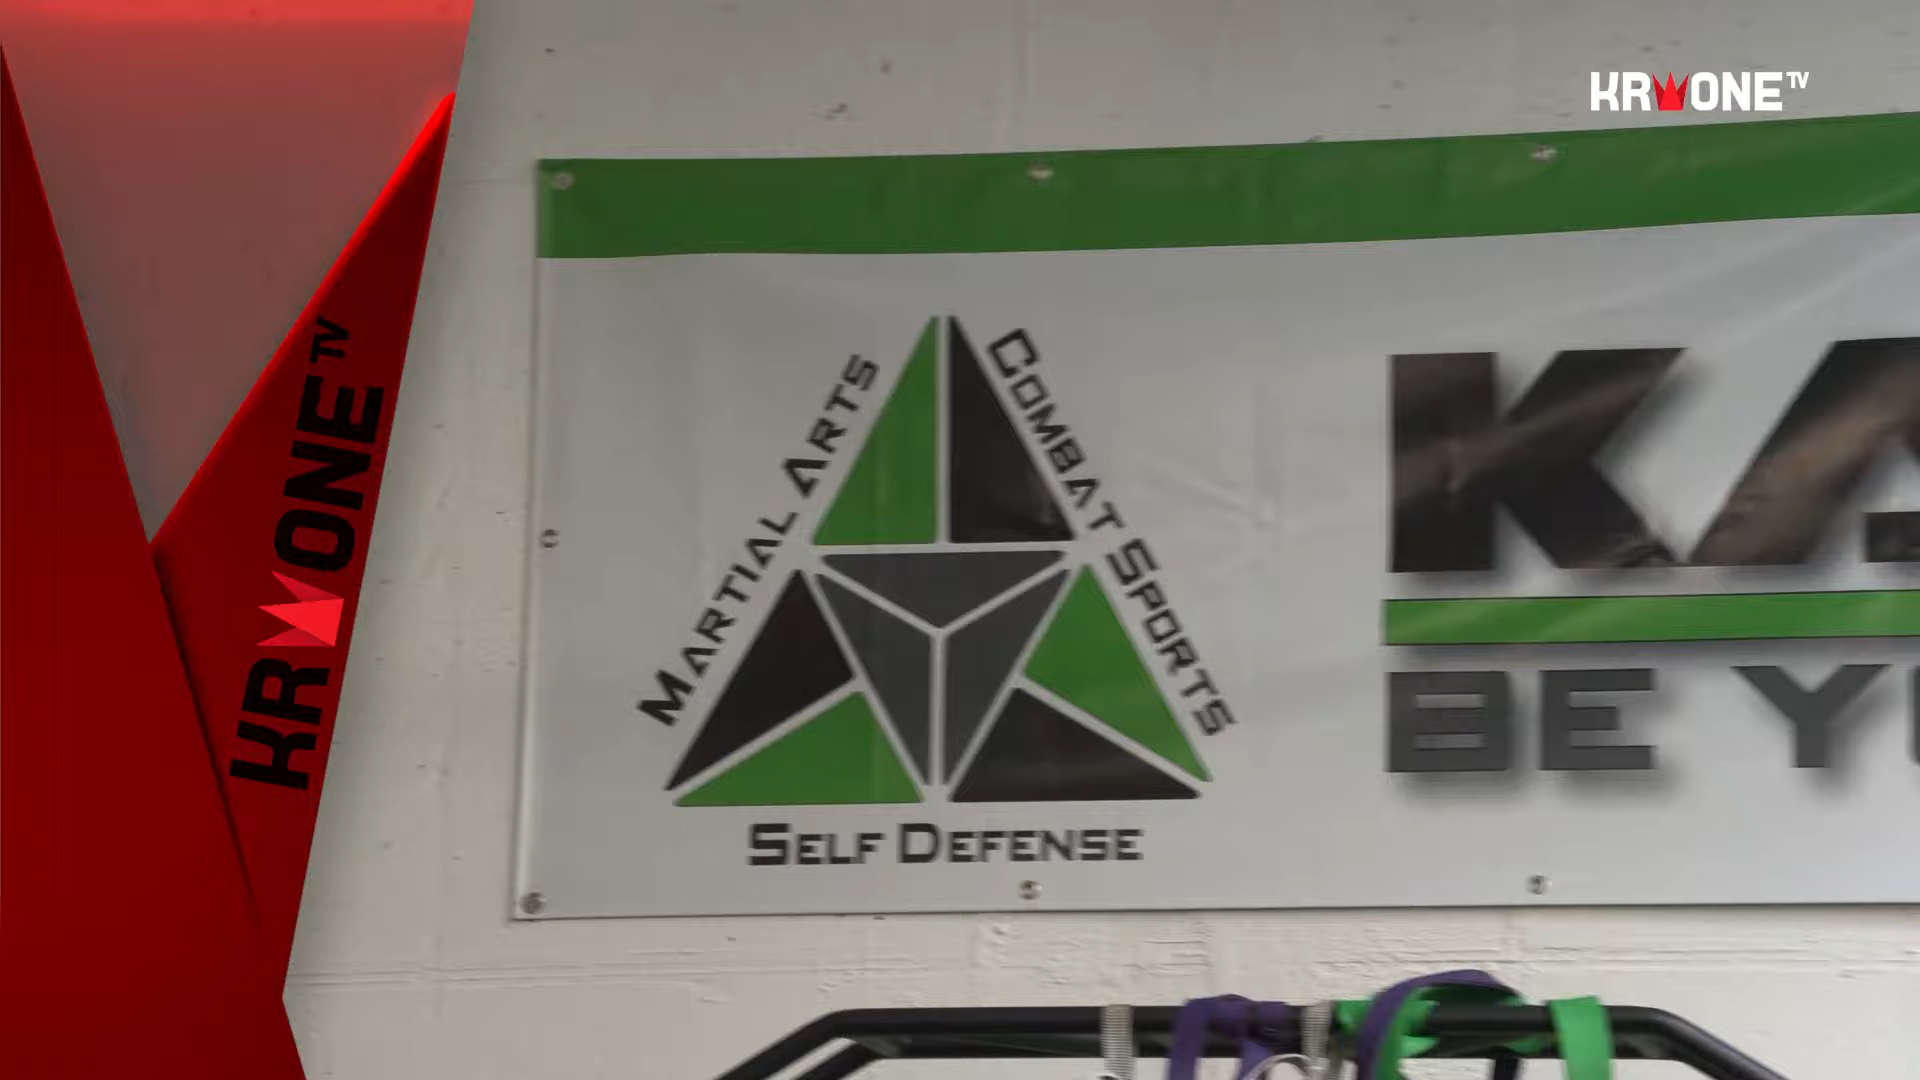 KRONE TV
KRONE TV
MARTIAL ARTS
COMBAT SPORTS
SELF DEFENSE
BE